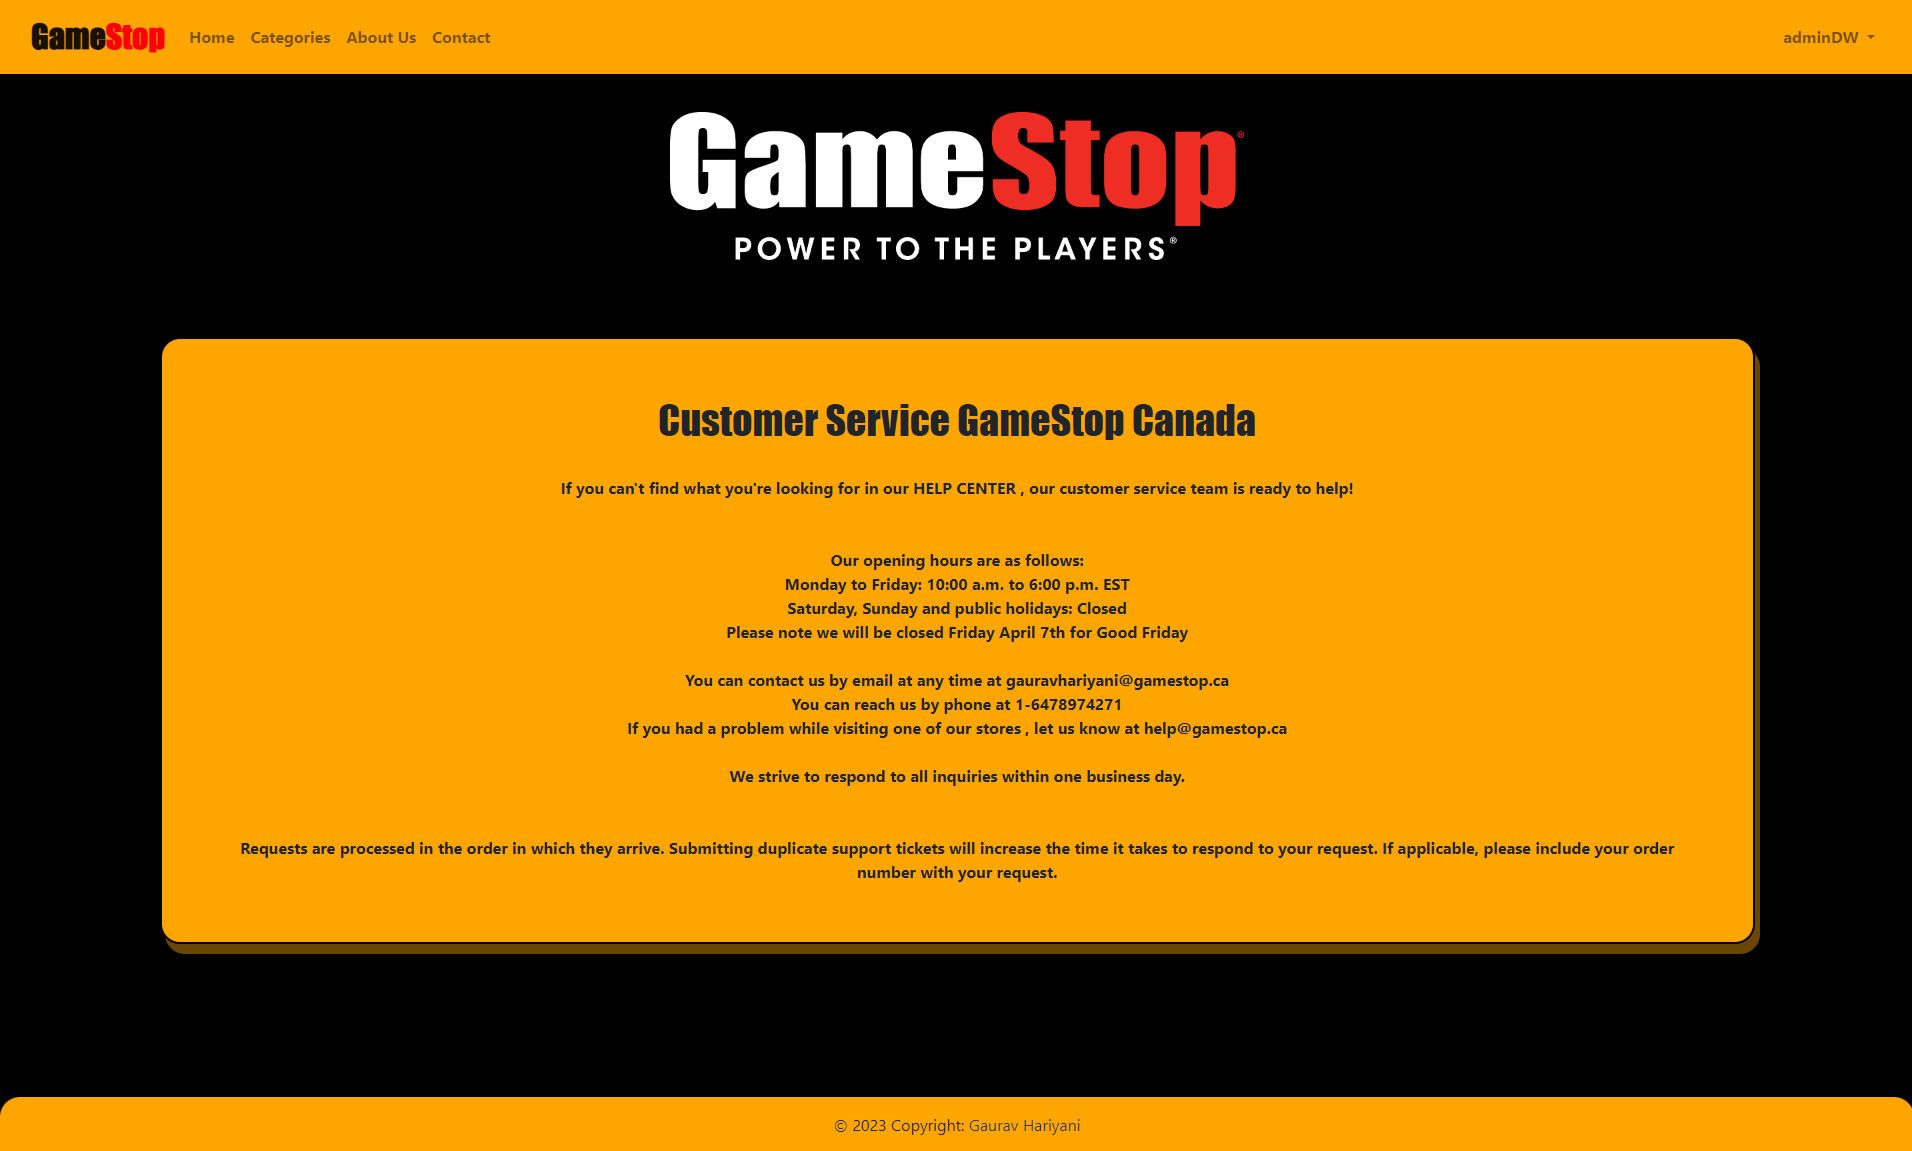 GameStop Home Categories About Us Contact adminDW
GameStop®
POWER TO THE PLAYERS®
Customer Service GameStop Canada
If you can't find what you're looking for in our HELP CENTER , our customer service team is ready to help!
Our opening hours are as follows:
Monday to Friday: 10:00 a.m. to 6:00 p.m. EST
Saturday, Sunday and public holidays: Closed
Please note we will be closed Friday April 7th for Good Friday
You can contact us by email at any time at gauravhariyani@gamestop.ca
You can reach us by phone at 1-6478974271
If you had a problem while visiting one of our stores , let us know at help@gamestop.ca
We strive to respond to all inquiries within one business day.
Requests are processed in the order in which they arrive. Submitting duplicate support tickets will increase the time it takes to respond to your request. If applicable, please include your order
number with your request.
© 2023 Copyright: Gaurav Hariyani